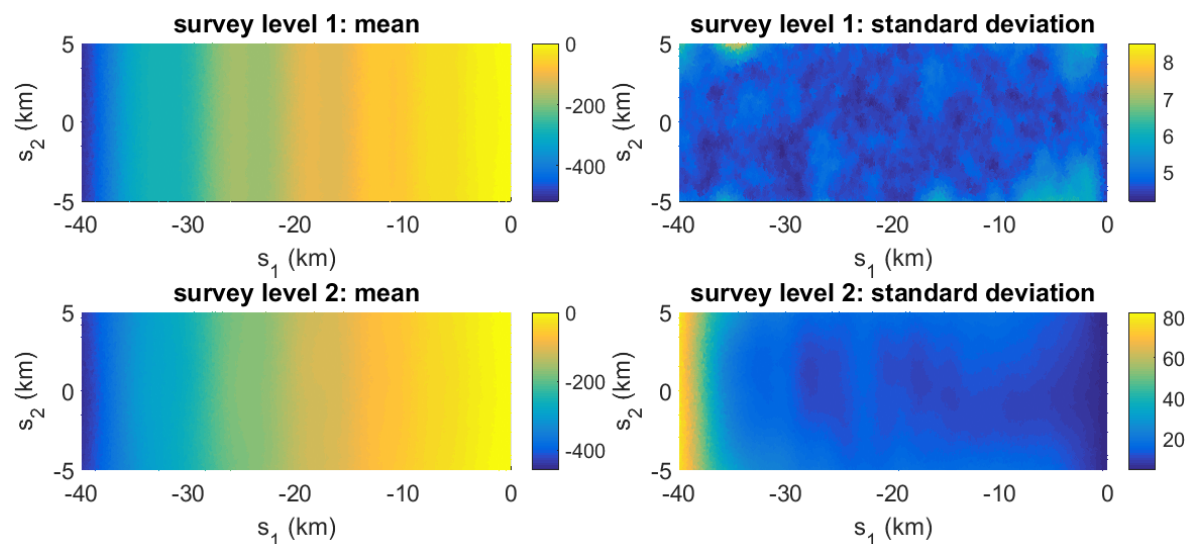 survey level 1: mean
5
0
-5
s2 (km)
-40 -30 -20 -10 0
s1 (km)
0
-200
-400
survey level 1: standard deviation
5
0
-5
s2 (km)
-40 -30 -20 -10 0
s1 (km)
8
7
6
5
survey level 2: mean
5
0
-5
s2 (km)
-40 -30 -20 -10 0
s1 (km)
0
-200
-400
survey level 2: standard deviation
5
0
-5
s2 (km)
-40 -30 -20 -10 0
s1 (km)
80
60
40
20